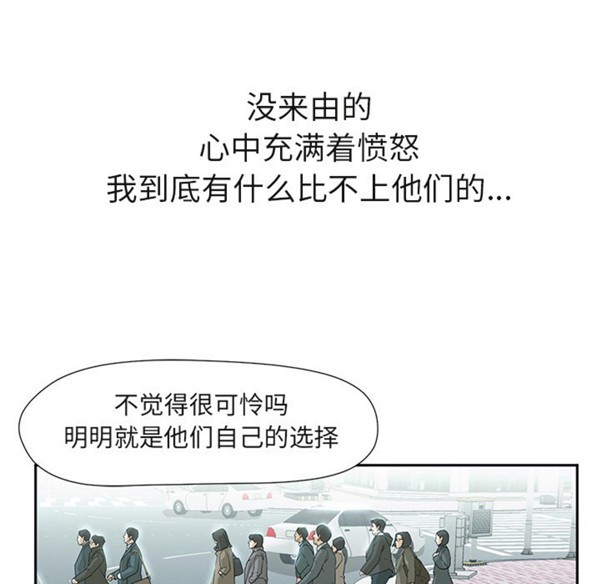 没来由的
心中充满着愤怒
我到底有什么比不上他们的...
不觉得很可怜吗
明明就是他们自己的选择